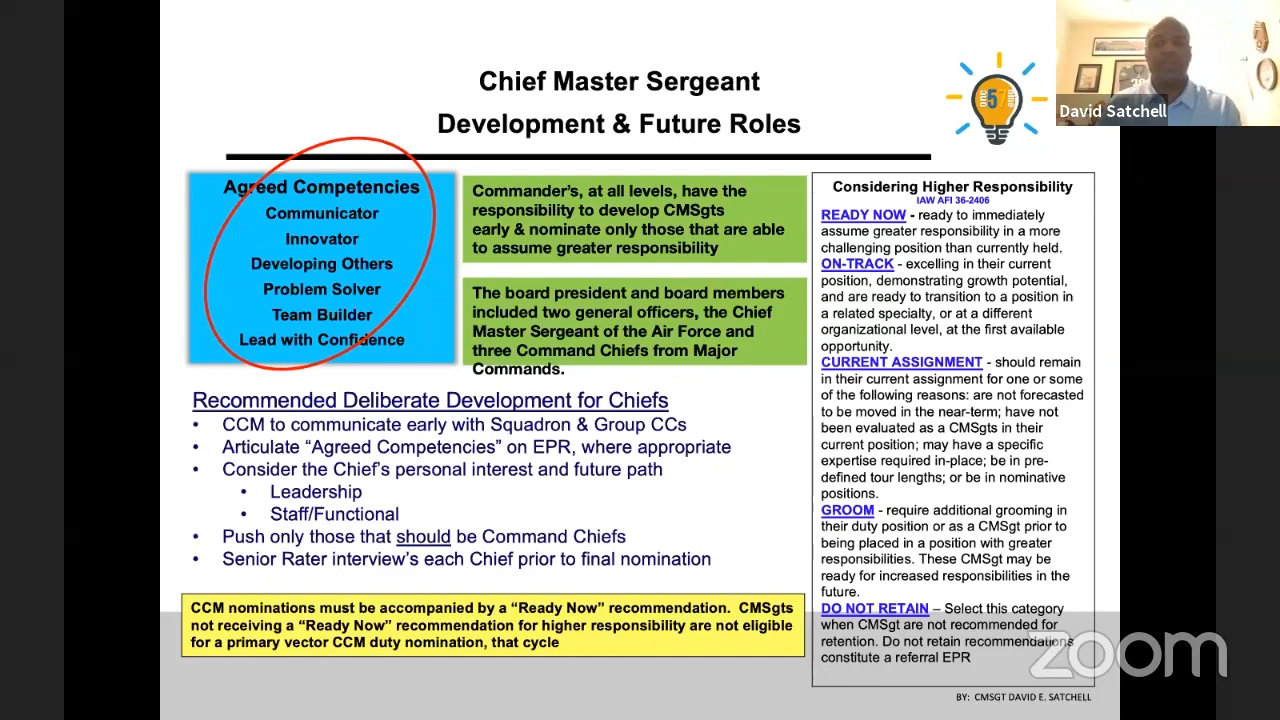 Chief Master Sergeant
Development & Future Roles
David Satchell
Agreed Competencies
Communicator
Innovator
Developing Others
Problem Solver
Team Builder
Lead with Confidence
Commander's, at all levels, have the
responsibility to develop CMSgts
early & nominate only those that are able
to assume greater responsibility
The board president and board members
included two general officers, the Chief
Master Sergeant of the Air Force and
three Command Chiefs from Major
Commands.
Recommended Deliberate Development for Chiefs
• CCM to communicate early with Squadron & Group CCs
• Articulate “Agreed Competencies” on EPR, where appropriate
• Consider the Chief's personal interest and future path
• Leadership
• Staff/Functional
• Push only those that should be Command Chiefs
• Senior Rater interview's each Chief prior to final nomination
CCM nominations must be accompanied by a “Ready Now” recommendation. CMSgts
not receiving a “Ready Now” recommendation for higher responsibility are not eligible
for a primary vector CCM duty nomination, that cycle
Considering Higher Responsibility
IAW AFI 36-2406
READY NOW - ready to immediately
assume greater responsibility in a more
challenging position than currently held.
ON-TRACK - excelling in their current
position, demonstrating growth potential,
and are ready to transition to a position in
a related specialty, or at a different
organizational level, at the first available
opportunity.
CURRENT ASSIGNMENT - should remain
in their current assignment for one or some
of the following reasons: are not forecasted
to be moved in the near-term; have not
been evaluated as a CMSgts in their
current position; may have a specific
expertise required in-place; be in pre-
defined tour lengths; or be in nominative
positions.
GROOM - require additional grooming in
their duty position or as a CMSgt prior to
being placed in a position with greater
responsibilities. These CMSgt may be
ready for increased responsibilities in the
future.
DO NOT RETAIN – Select this category
when CMSgt are not recommended for
retention. Do not retain recommendations
constitute a referral EPR
zoom
BY: CMSGT DAVID E. SATCHELL